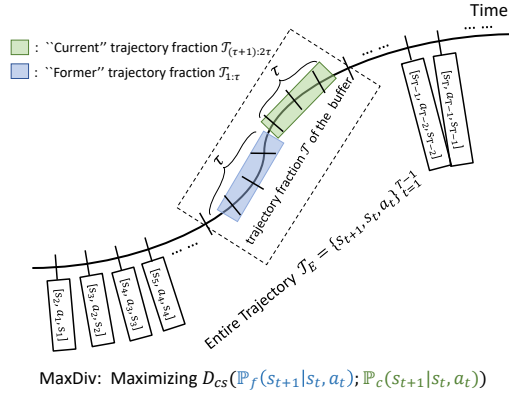 Time
: ``Current'' trajectory fraction 𝒯(τ+1):2τ
: ``Former'' trajectory fraction 𝒯1:τ
τ
τ
trajectory fraction 𝒯 of the buffer
... ...
[sT−1, aT−2, sT−2]
[sT, aT−1, sT−1]
... ...
[s2, a1, s1]
[s3, a2, s2]
[s4, a3, s3]
[s5, a4, s4]
Entire Trajectory 𝒯E = {st+1, st, at}T−1t=1
MaxDiv: Maximizing Dcs(ℙf(st+1|st, at); ℙc(st+1|st, at))